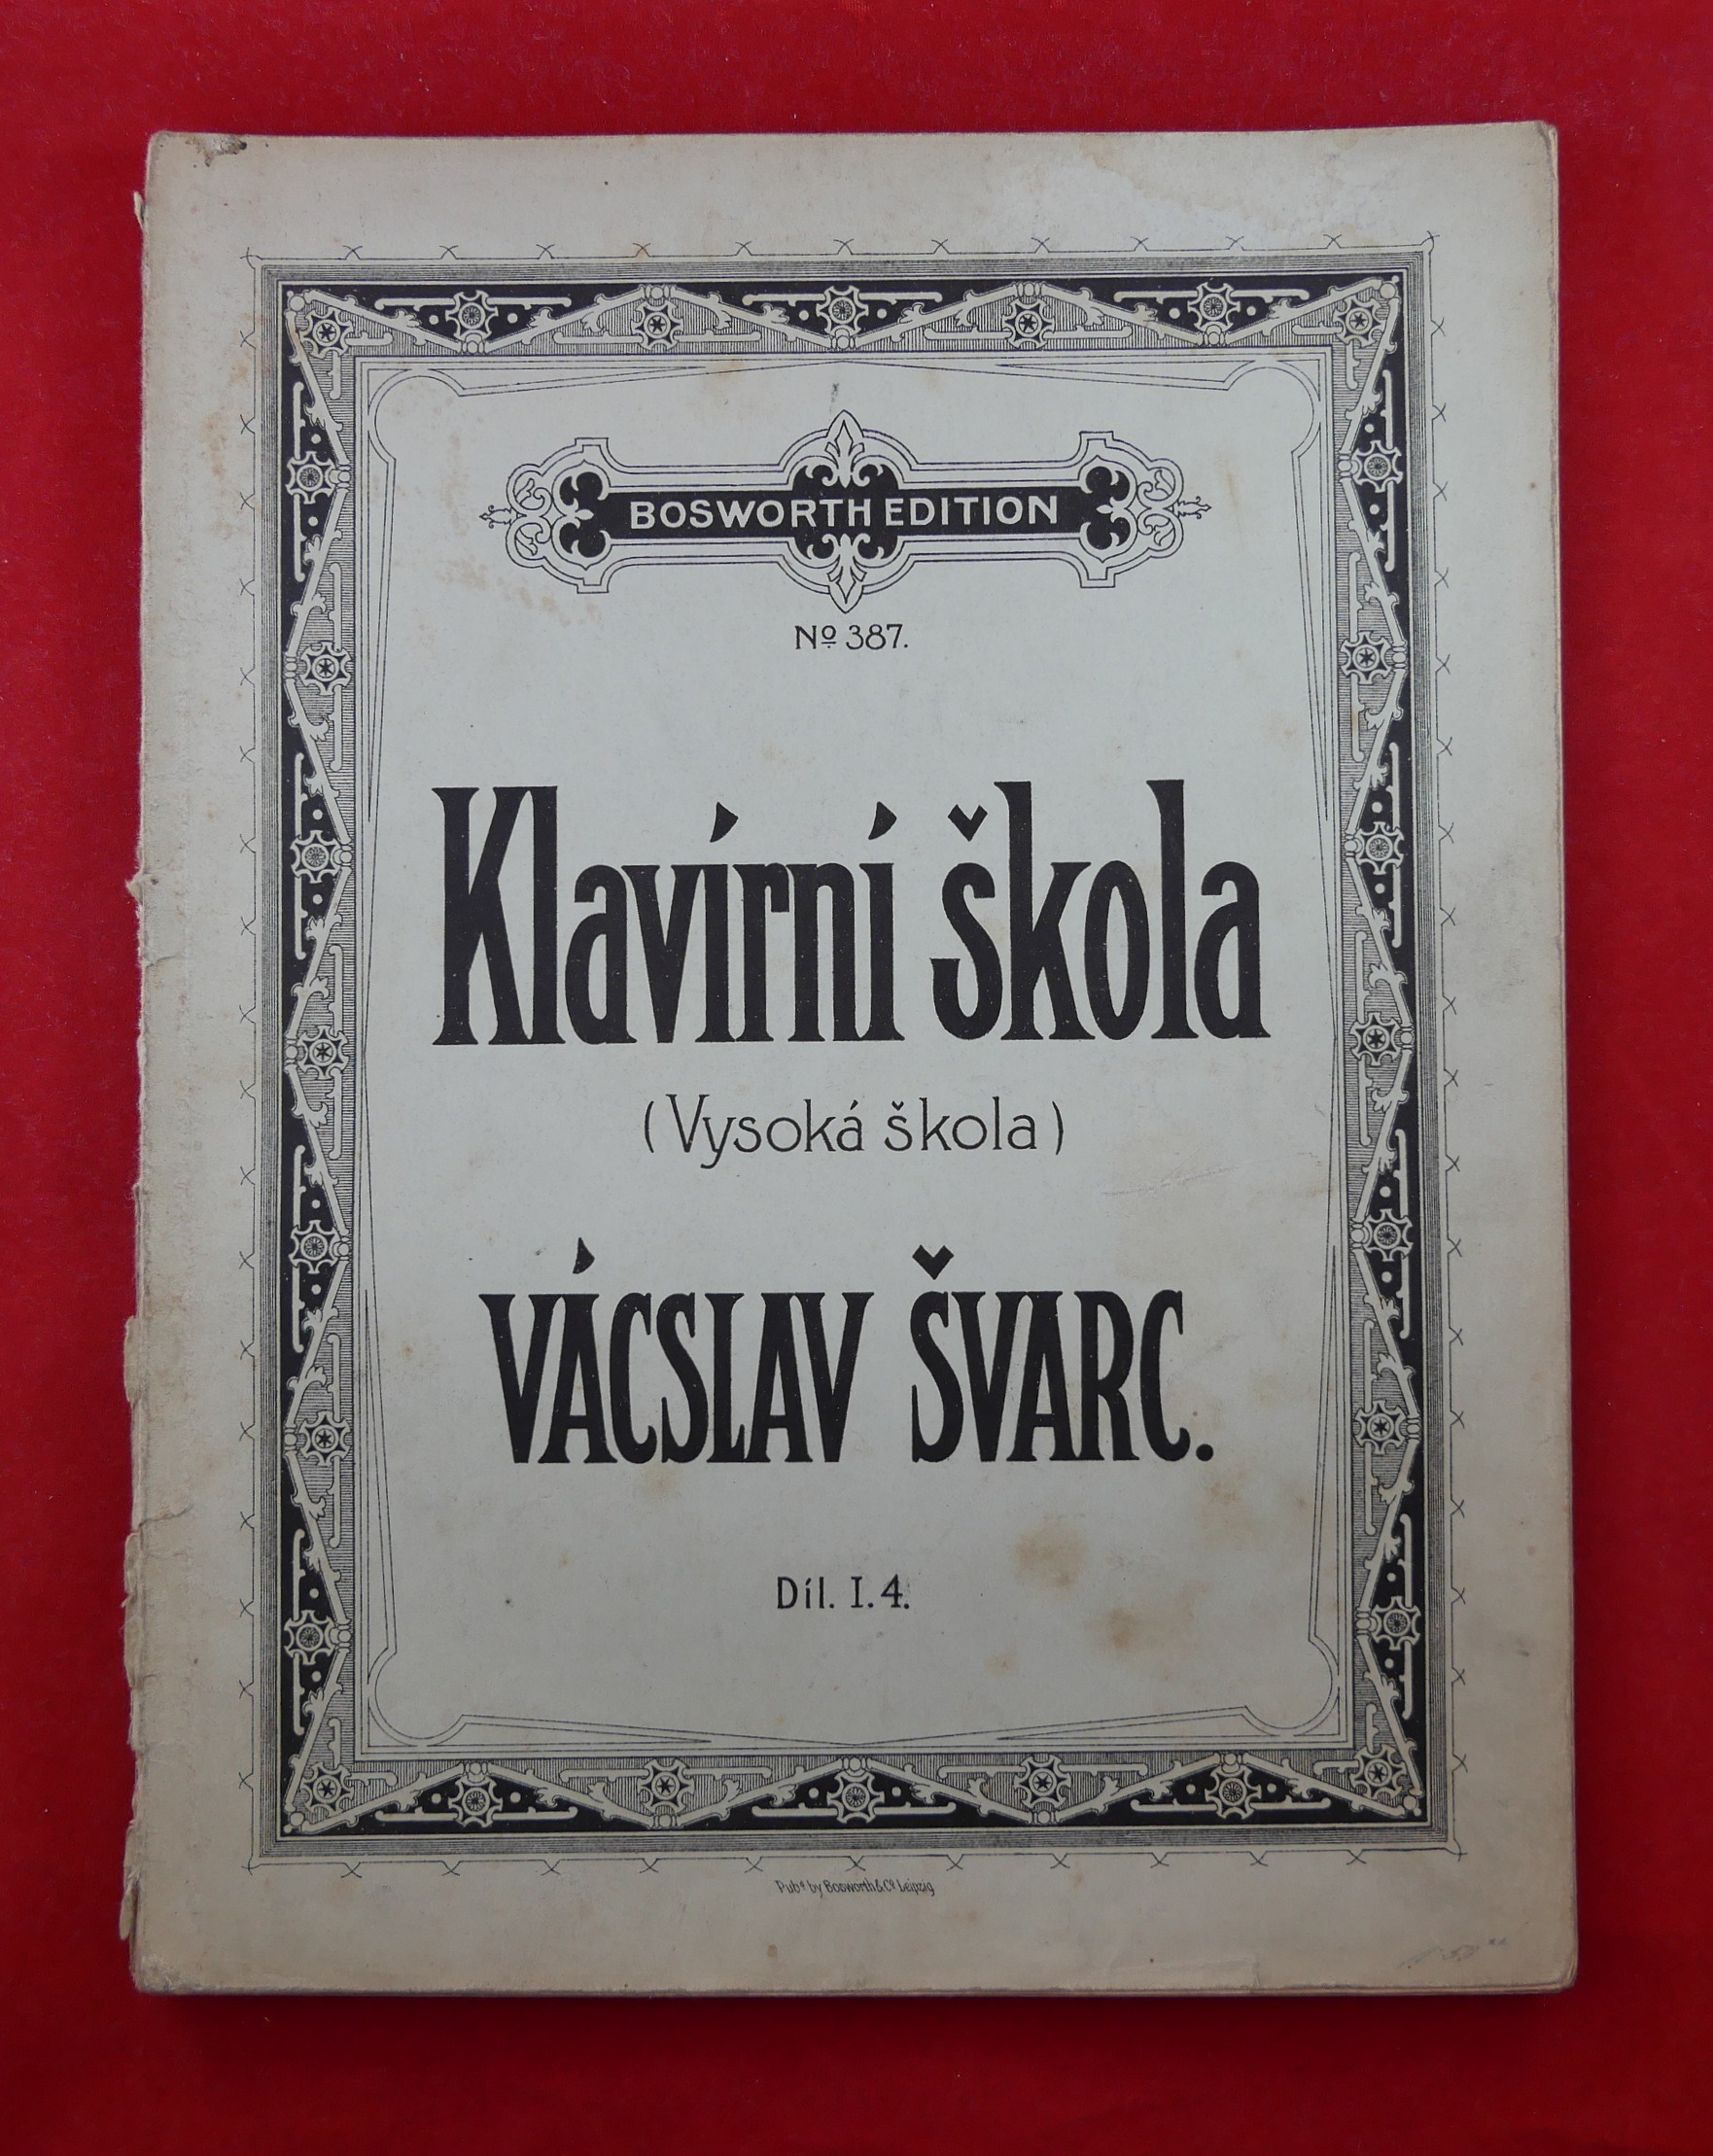 BOSWORTH EDITION
Nº 387.
Klavírní škola
(Vysoká škola)
VÁCSLAV ŠVARC.
Díl. I. 4.
Pubd by Bosworth & Co Leipzig